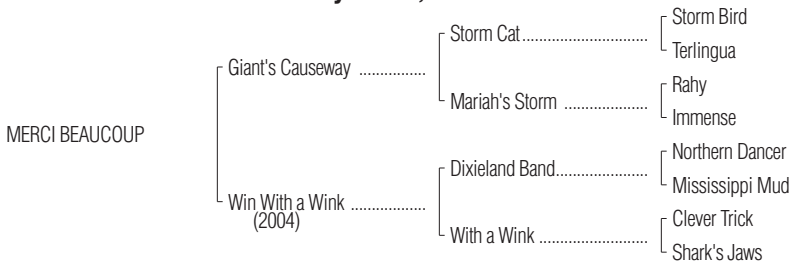 Storm Bird
Storm Cat................................
Terlingua
Giant's Causeway ................
Rahy
Mariah's Storm .....................
Immense
MERCI BEAUCOUP
Northern Dancer
Dixieland Band.......................
Mississippi Mud
Win With a Wink ..................
(2004)
Clever Trick
With a Wink ...........................
Shark's Jaws